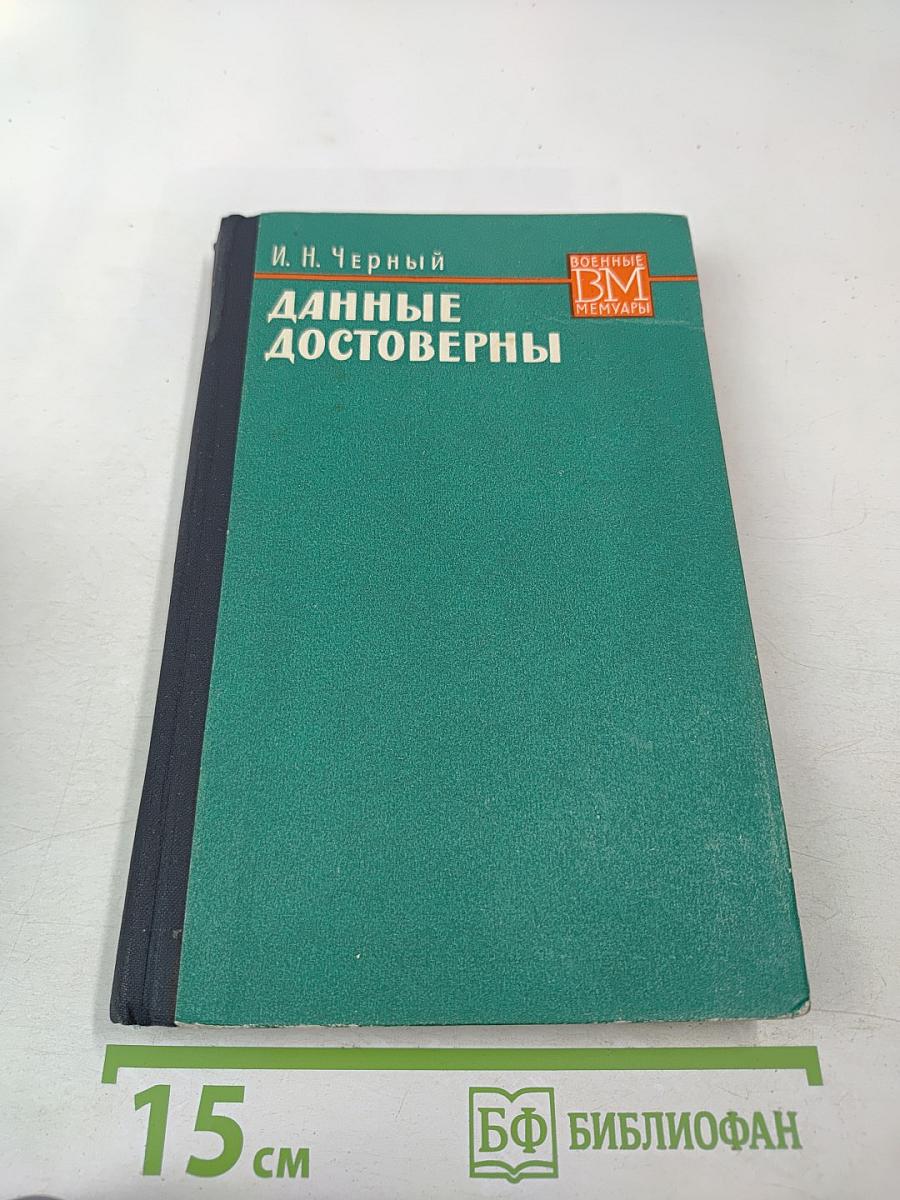 И. Н. Черный
ВОЕННЫЕ
ВМ
МЕМУАРЫ
ДАННЫЕ
ДОСТОВЕРНЫ
15 см
БФ БИБЛИОФАН